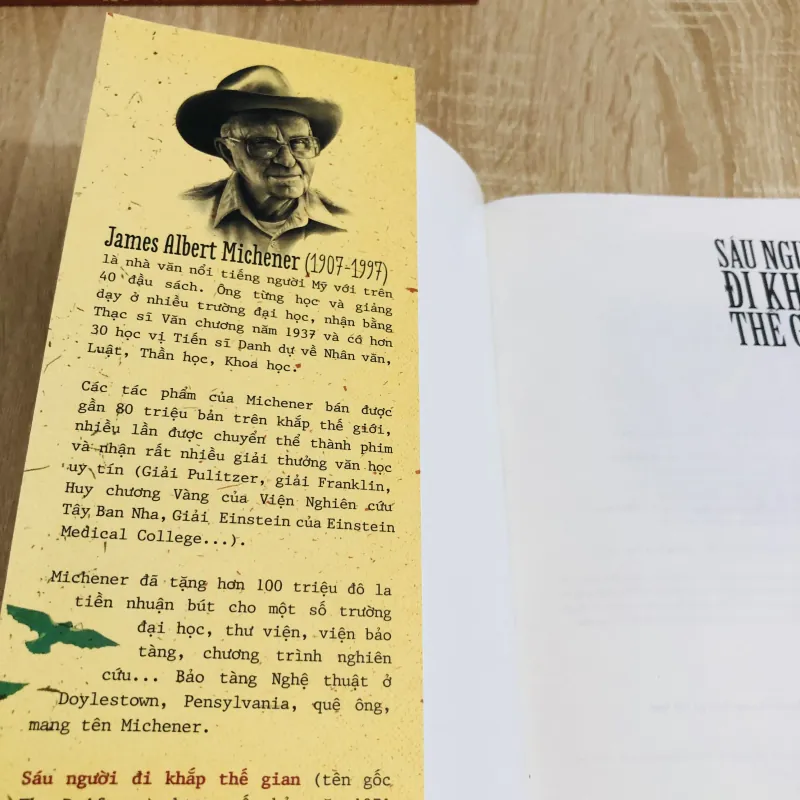 James Albert Michener (1907-1997)
là nhà văn nổi tiếng người Mỹ với trên
40 đầu sách. Ông từng học và giảng
dạy ở nhiều trường đại học, nhận bằng
Thạc sĩ Văn chương năm 1937 và có hơn
30 học vị Tiến sĩ Danh dự về Nhân văn,
Luật, Thần học, Khoa học.
Các tác phẩm của Michener bán được
gần 80 triệu bản trên khắp thế giới,
nhiều lần được chuyển thể thành phim
và nhận rất nhiều giải thưởng văn học
uy tín (Giải Pulitzer, giải Franklin,
Huy chương Vàng của Viện Nghiên cứu
Tây Ban Nha, Giải Einstein của Einstein
Medical College...).
Michener đã tặng hơn 100 triệu đô la
tiền nhuận bút cho một số trường
đại học, thư viện, viện bảo
tàng, chương trình nghiên
cứu... Bảo tàng Nghệ thuật ở
Doylestown, Pensylvania, quê ông,
mang tên Michener.
Sáu người đi khắp thế gian (tên gốc
SÁU NGƯ
ĐI KH
THẾ G